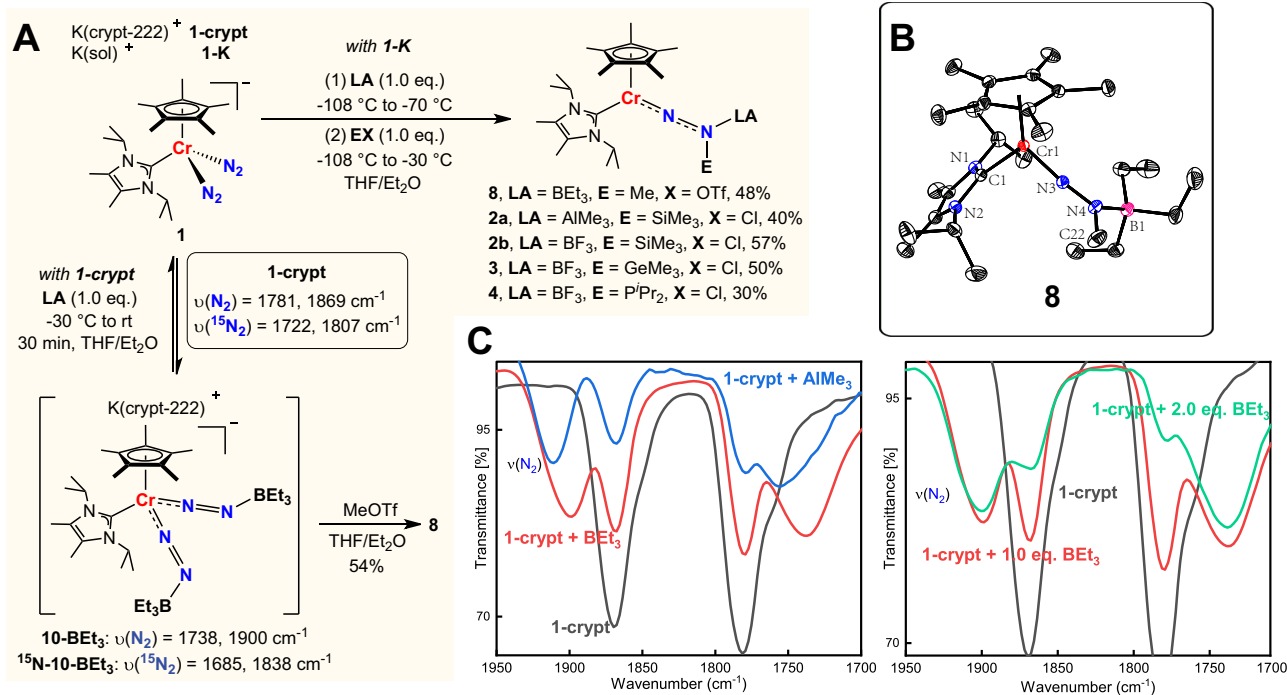 A
K(crypt-222) + 1-crypt
K(sol) + 1-K
−
Cr
N
N
N2
N2
1
with 1-K
(1) LA (1.0 eq.)
-108 °C to -70 °C
(2) EX (1.0 eq.)
-108 °C to -30 °C
THF/Et2O
Cr
N
N
N
N
LA
E
8, LA = BEt3, E = Me, X = OTf, 48%
2a, LA = AlMe3, E = SiMe3, X = Cl, 40%
2b, LA = BF3, E = SiMe3, X = Cl, 57%
3, LA = BF3, E = GeMe3, X = Cl, 50%
4, LA = BF3, E = PiPr2, X = Cl, 30%
with 1-crypt
LA (1.0 eq.)
-30 °C to rt
30 min, THF/Et2O
1-crypt
υ(N2) = 1781, 1869 cm-1
υ(15N2) = 1722, 1807 cm-1
K(crypt-222) +
−
Cr
N
N
N
N
BEt3
N
N
Et3B
MeOTf
THF/Et2O
54%
8
10-BEt3: υ(N2) = 1738, 1900 cm-1
15N-10-BEt3: υ(15N2) = 1685, 1838 cm-1
B
N1
C1
Cr1
N3
N2
N4
C22
B1
8
C
Transmittance [%]
95
70
ν(N2)
1-crypt + AlMe3
1-crypt + BEt3
1-crypt
1950 1900 1850 1800 1750 1700
Wavenumber (cm-1)
Transmittance [%]
95
70
ν(N2)
1-crypt + 2.0 eq. BEt3
1-crypt
1-crypt + 1.0 eq. BEt3
1950 1900 1850 1800 1750 1700
Wavenumber (cm-1)